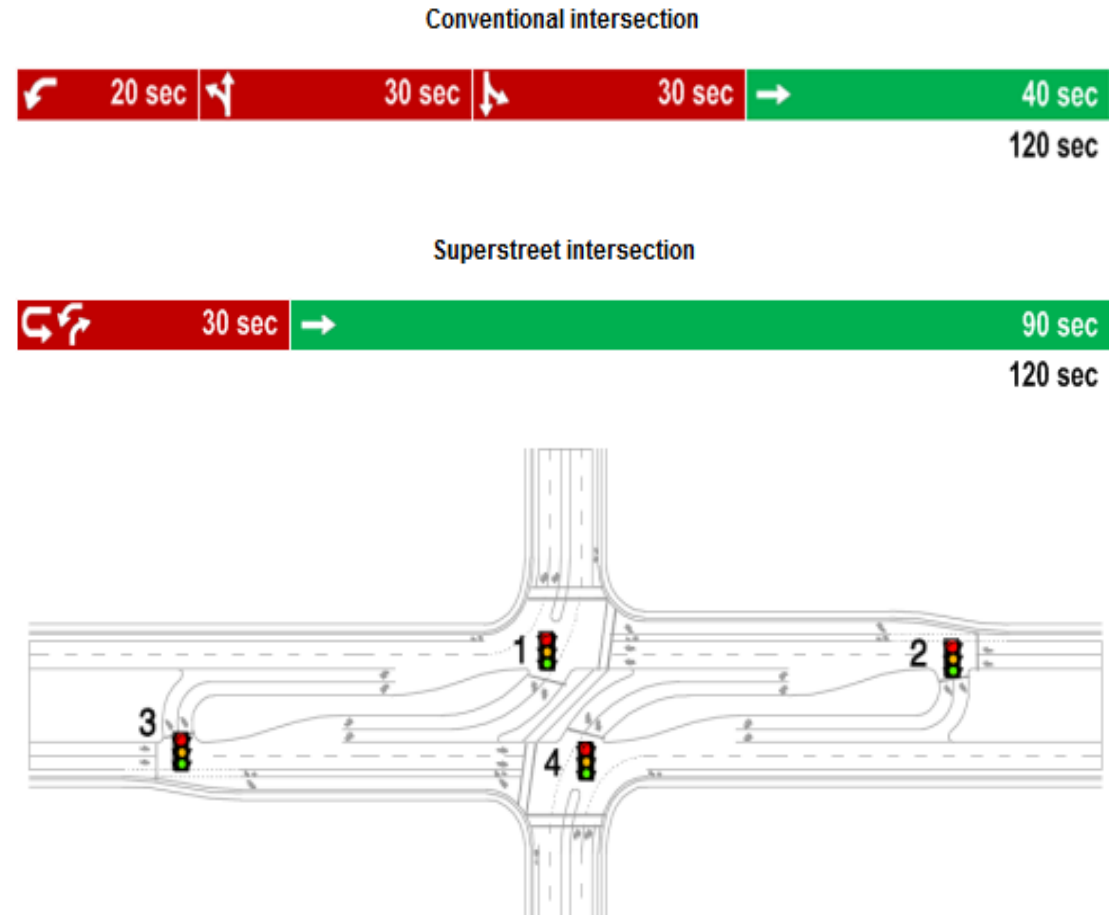 Conventional intersection
20 sec 30 sec 30 sec 40 sec
120 sec
Superstreet intersection
30 sec 90 sec
120 sec
1
2
3
4